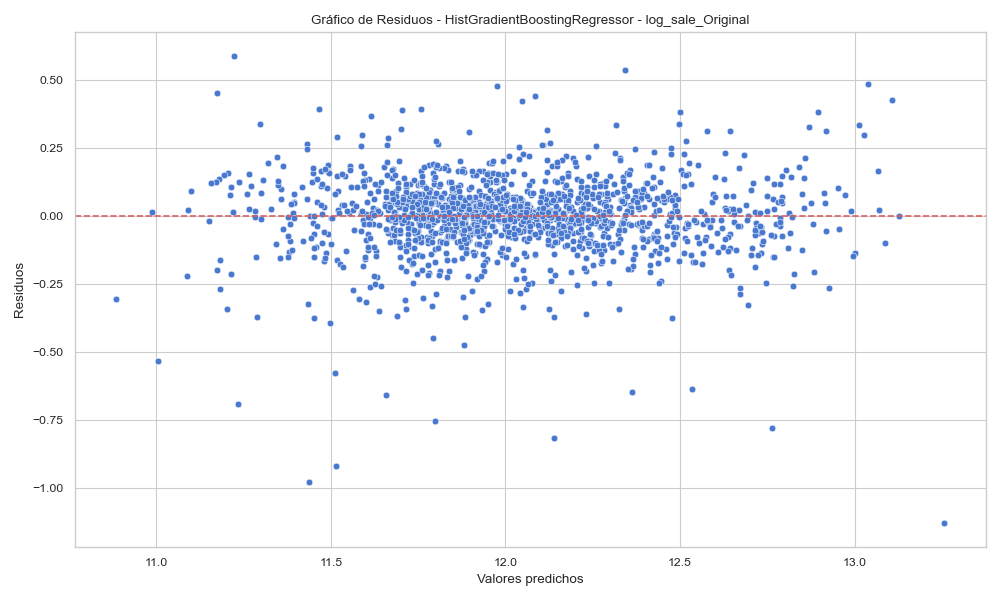 Gráfico de Residuos - HistGradientBoostingRegressor - log_sale_Original
Residuos
0.50
0.25
0.00
−0.25
−0.50
−0.75
−1.00
11.0 11.5 12.0 12.5 13.0
Valores predichos